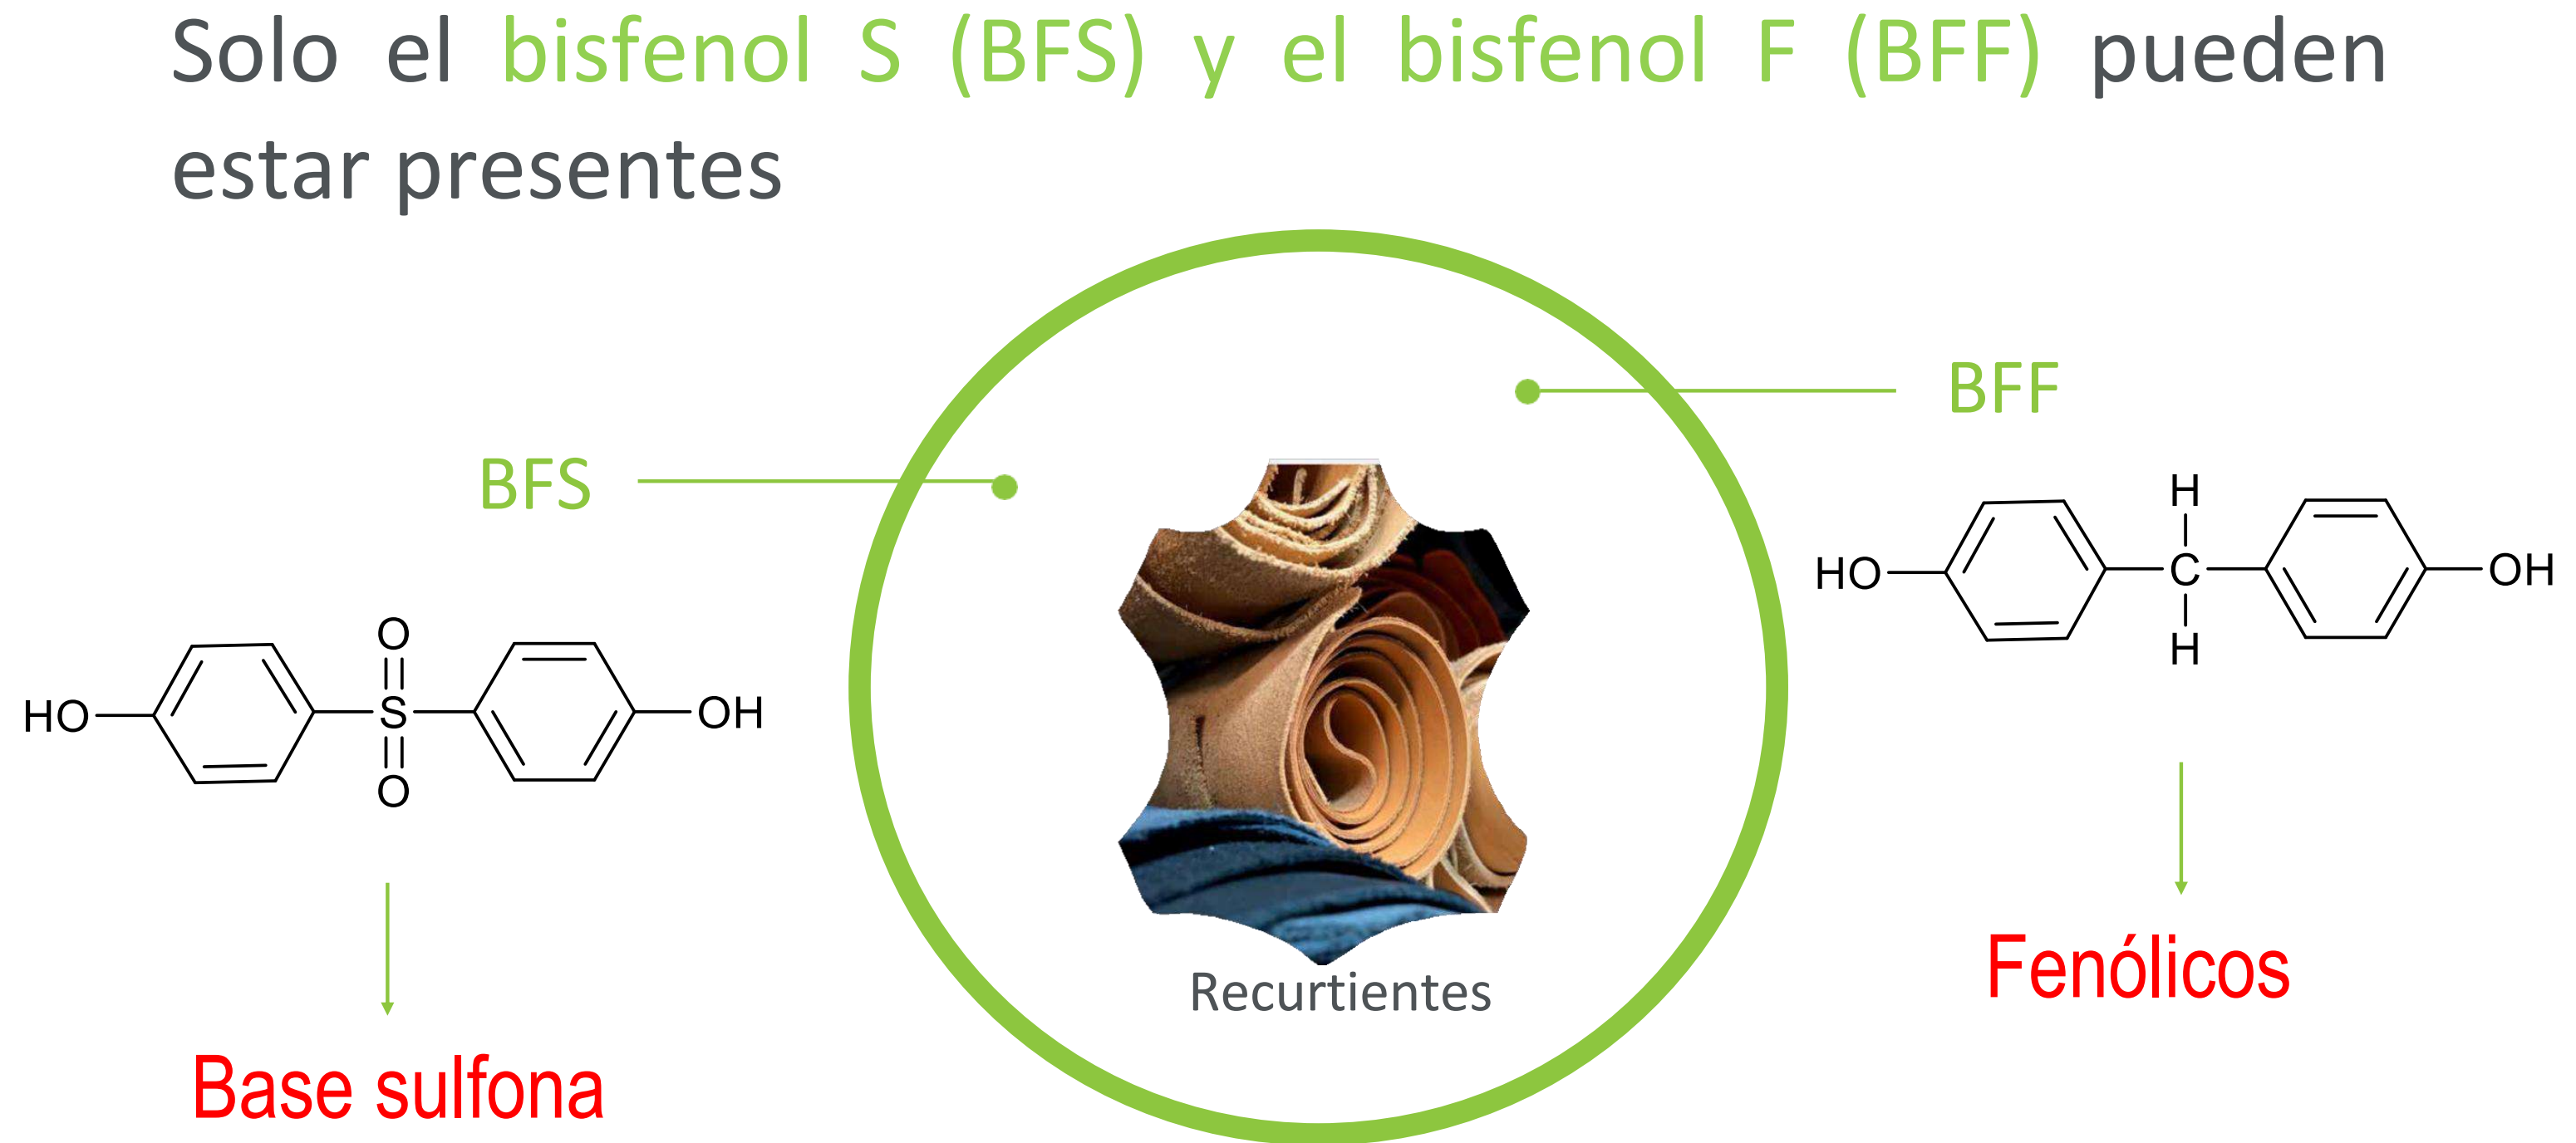 Solo el bisfenol S (BFS) y el bisfenol F (BFF) pueden
estar presentes
BFF
BFS
H
HO
C
OH
H
O
HO
S
OH
O
Fenólicos
Recurtientes
Base sulfona